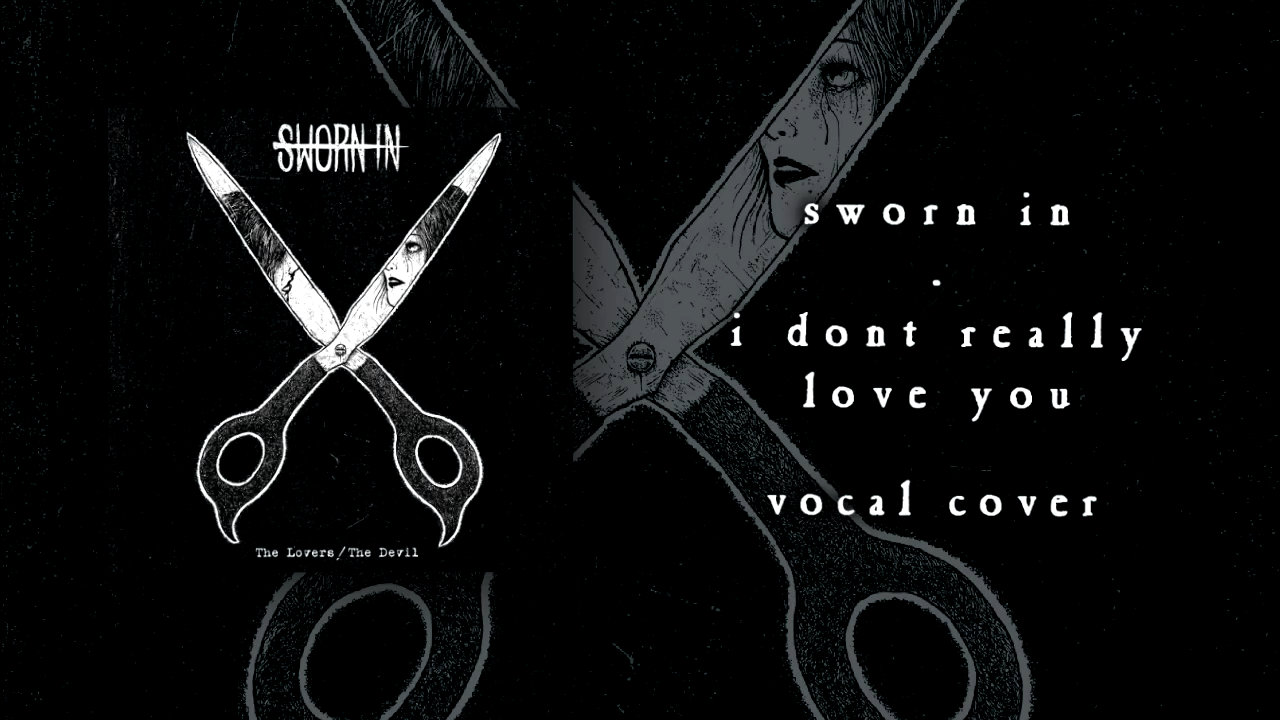 SWORN IN
The Lovers/The Devil
sworn in
.
i dont really
love you
vocal cover